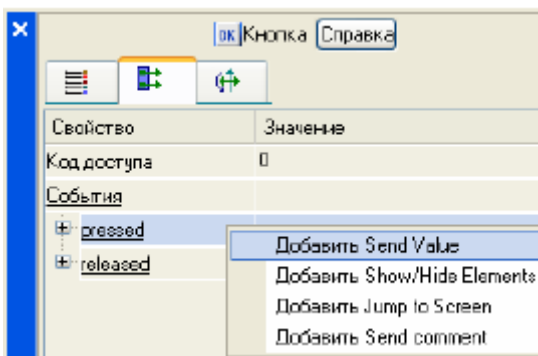 ок Кнопка Справка
Свойство Значение
Код доступа 0
События
pressed
released
Добавить Send Value
Добавить Show/Hide Elements
Добавить Jump to Screen
Добавить Send comment